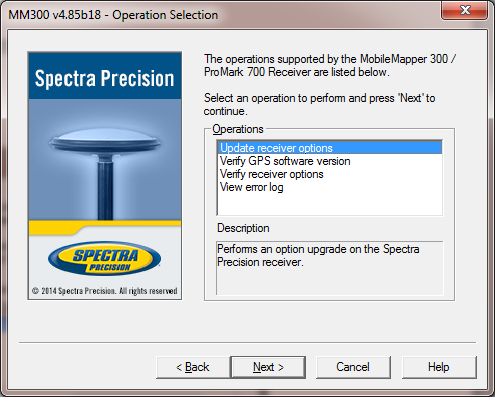 MM300 v4.85b18 - Operation Selection
Spectra Precision
SPECTRA
PRECISION
© 2014 Spectra Precision. All rights reserved
The operations supported by the MobileMapper 300 /
ProMark 700 Receiver are listed below.
Select an operation to perform and press 'Next' to
continue.
Operations
Update receiver options
Verify GPS software version
Verify receiver options
View error log
Description
Performs an option upgrade on the Spectra
Precision receiver.
< Back
Next >
Cancel
Help